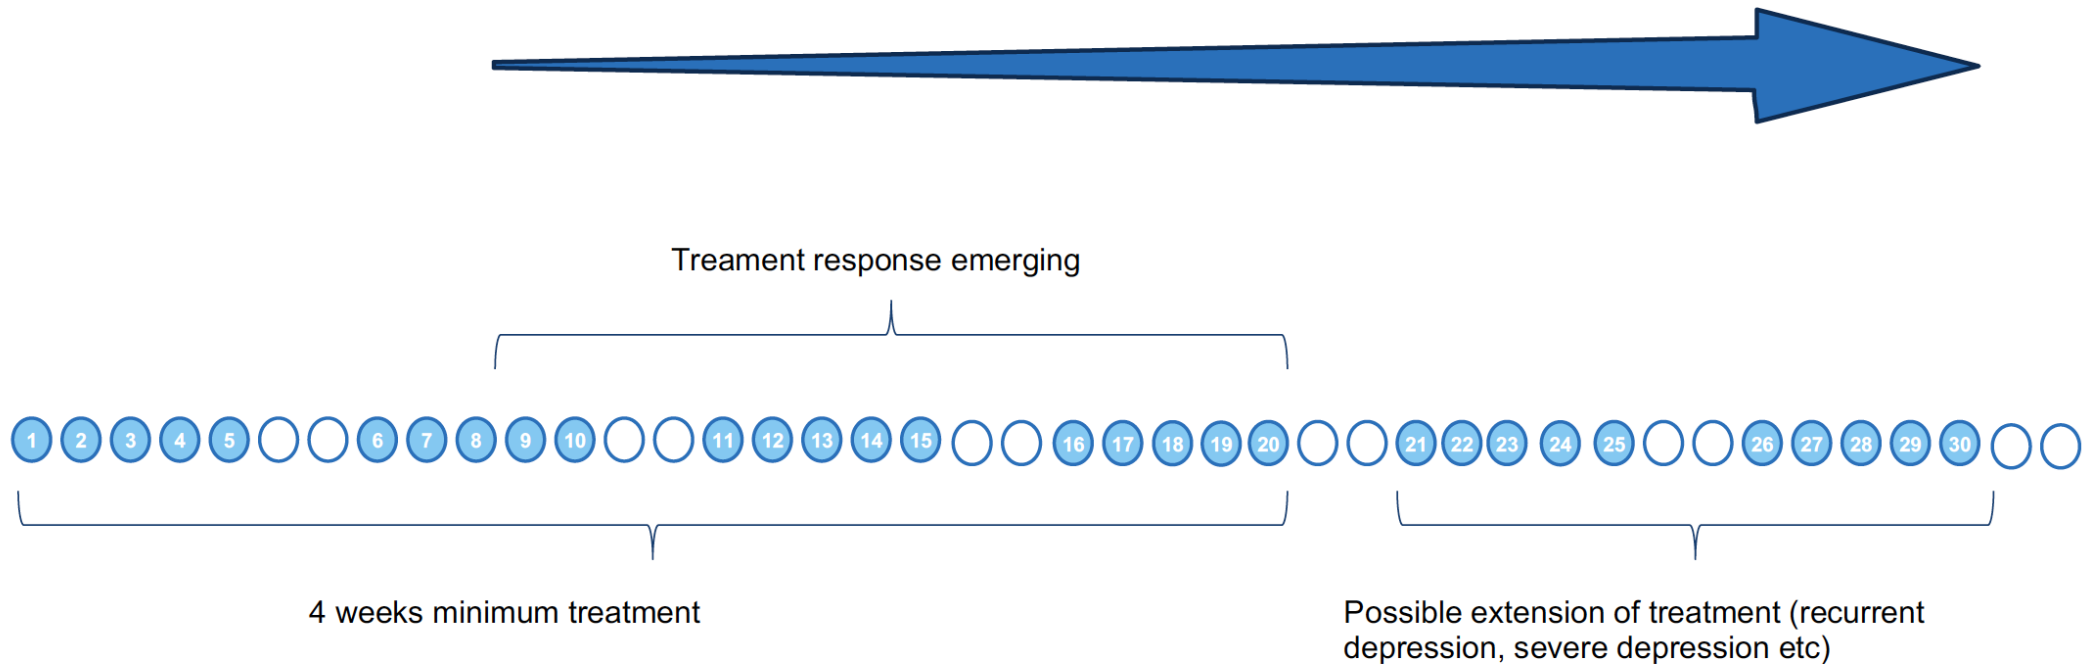 Treament response emerging
1 2 3 4 5 6 7 8 9 10 11 12 13 14 15 16 17 18 19 20 21 22 23 24 25 26 27 28 29 30
4 weeks minimum treatment
Possible extension of treatment (recurrent
depression, severe depression etc)